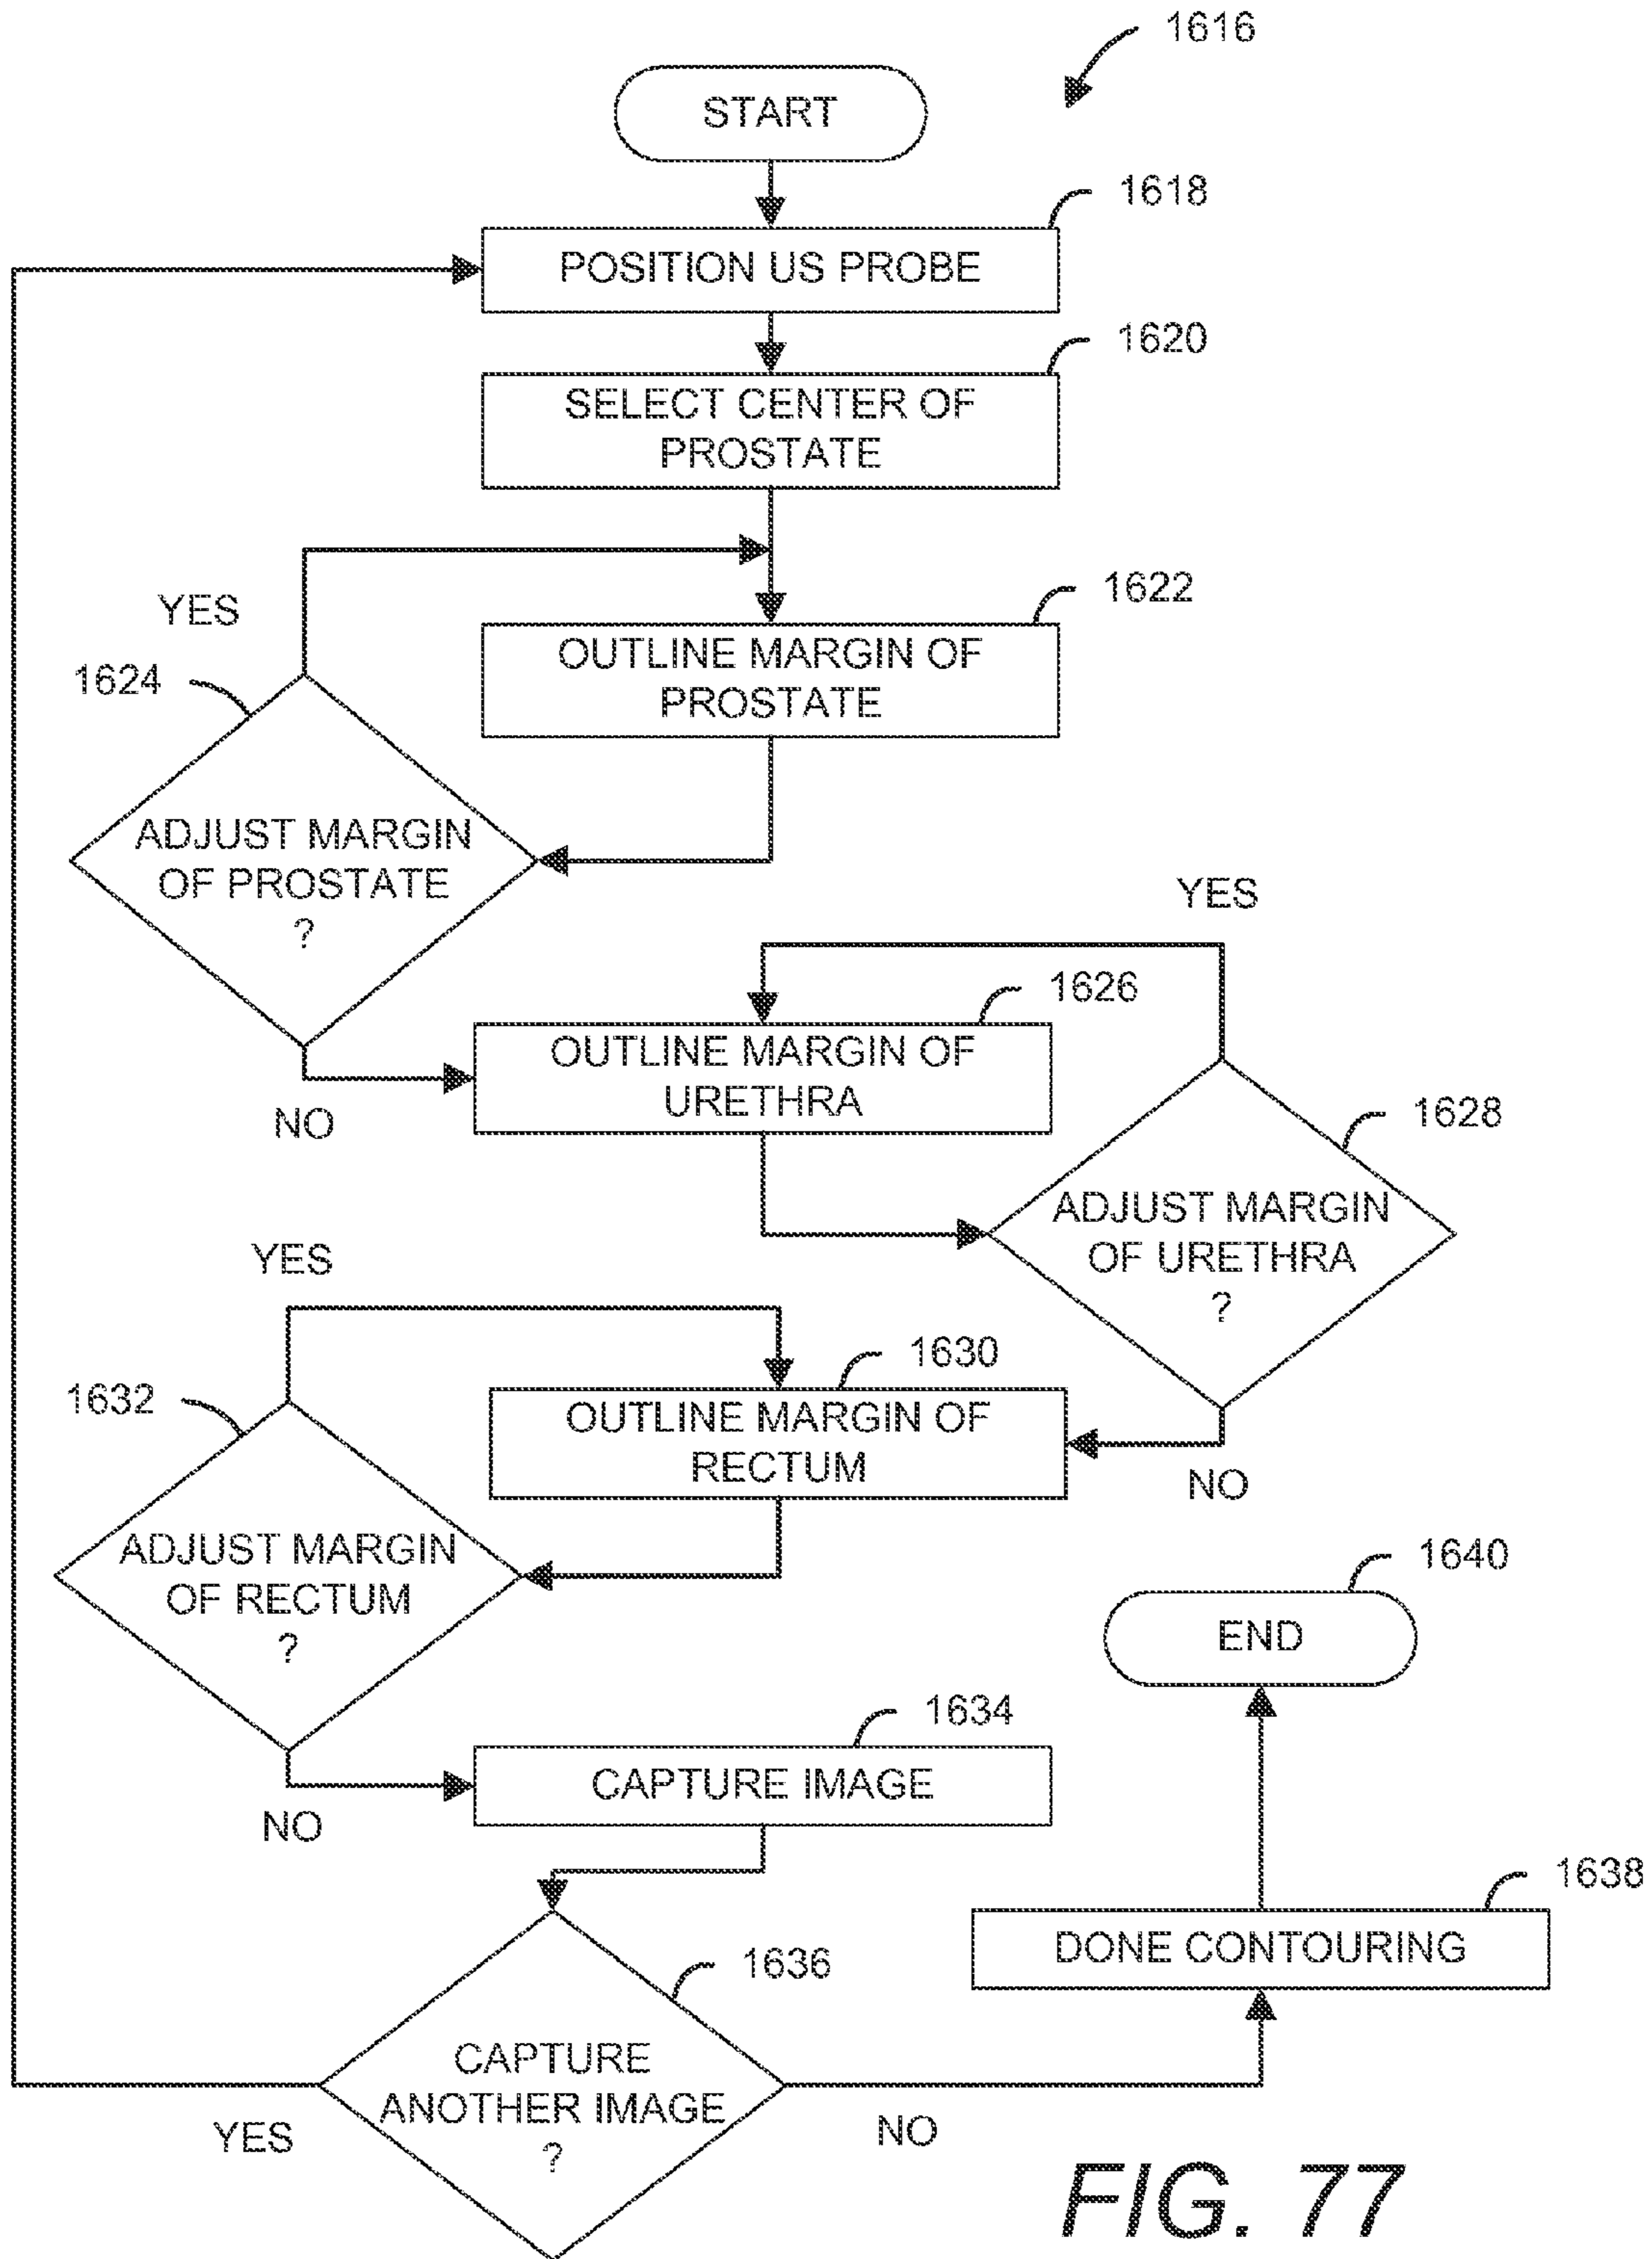 1616
START
1618
POSITION US PROBE
1620
SELECT CENTER OF
PROSTATE
YES
1622
OUTLINE MARGIN OF
PROSTATE
1624
ADJUST MARGIN
OF PROSTATE
?
YES
NO
1626
OUTLINE MARGIN OF
URETHRA
1628
ADJUST MARGIN
OF URETHRA
?
YES
1630
OUTLINE MARGIN OF
RECTUM
NO
1632
ADJUST MARGIN
OF RECTUM
?
1640
END
1634
CAPTURE IMAGE
NO
1638
DONE CONTOURING
1636
CAPTURE
ANOTHER IMAGE
?
YES
NO
FIG. 77